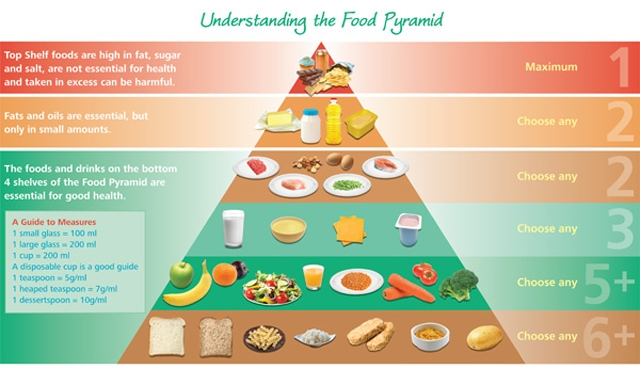 Understanding the Food Pyramid
Top Shelf foods are high in fat, sugar
and salt, are not essential for health
and taken in excess can be harmful.
Maximum 1
Fats and oils are essential, but
only in small amounts.
Choose any 2
The foods and drinks on the bottom
4 shelves of the Food Pyramid are
essential for good health.
Choose any 2
A Guide to Measures
1 small glass = 100 ml
1 large glass = 200 ml
1 cup = 200 ml
A disposable cup is a good guide
1 teaspoon = 5g/ml
1 heaped teaspoon = 7g/ml
1 dessertspoon = 10g/ml
Choose any 3
Choose any 5+
Choose any 6+